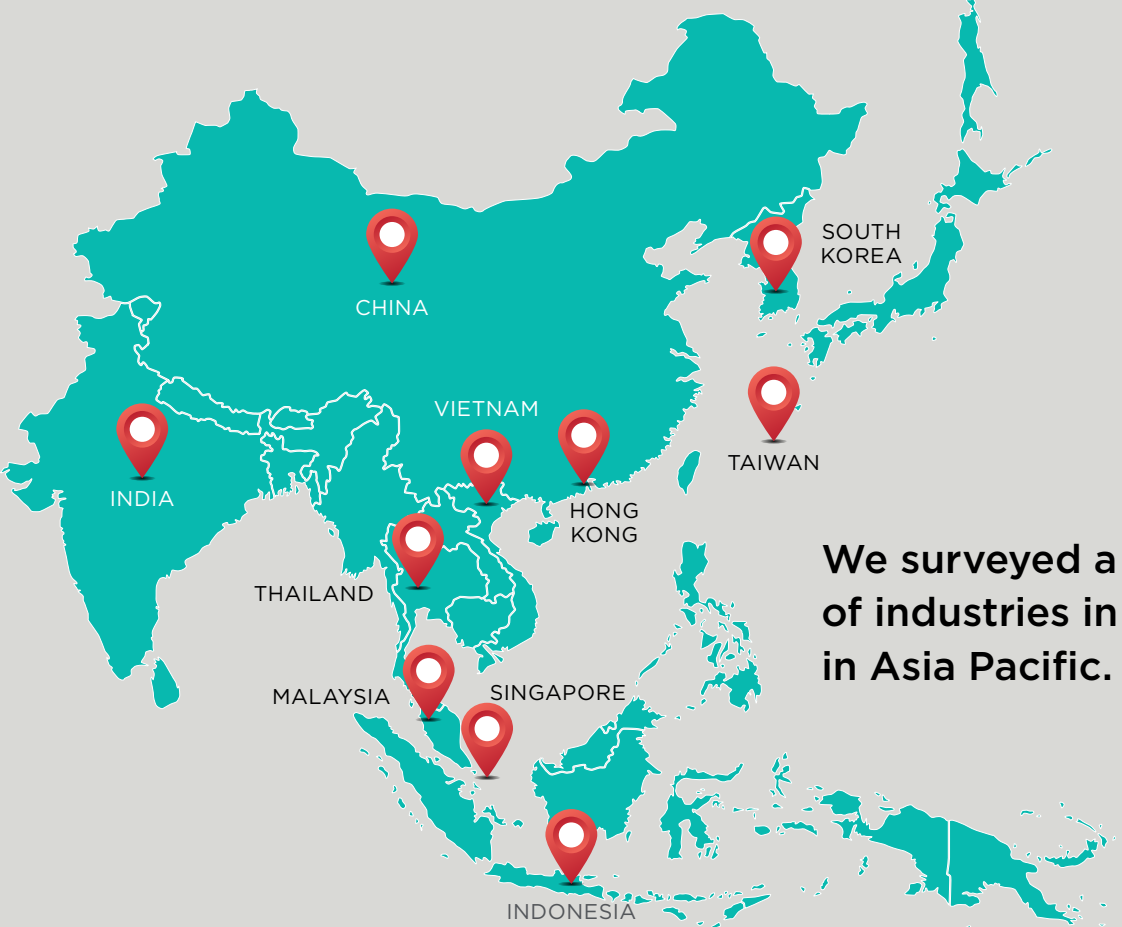 SOUTH
KOREA
CHINA
VIETNAM
TAIWAN
INDIA
HONG
KONG
THAILAND
We surveyed a
of industries in
in Asia Pacific.
MALAYSIA
SINGAPORE
INDONESIA